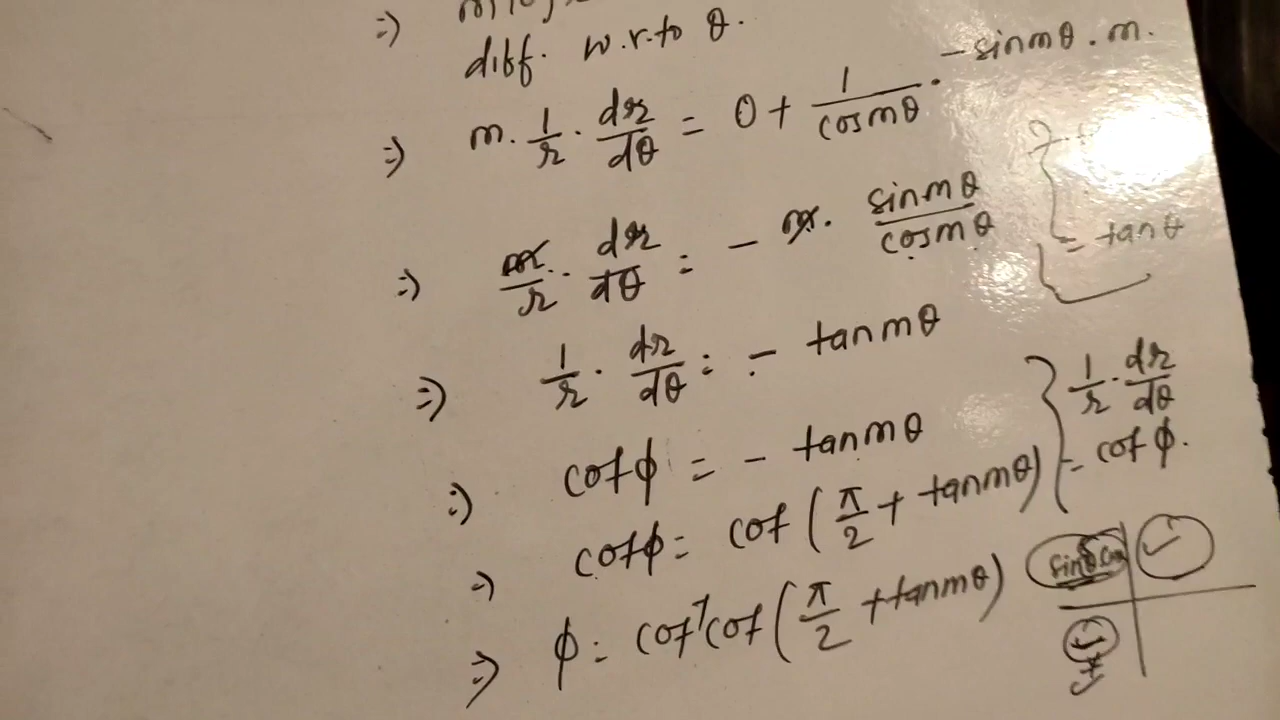 =)
diff. w.r.to θ.
=) m. 1/r . dr/dθ = 0 + 1/cosmθ . - sinmθ . m.
=) m/r . dr/dθ = - m. sinmθ/cosmθ
= tanθ
=) 1/r . dr/dθ = - tanmθ
=) cotφ = - tanmθ
1/r . dr/dθ = cotφ.
=) cotφ = cot(π/2 + tanmθ)
=) φ = cot⁻¹cot(π/2 + tanmθ)